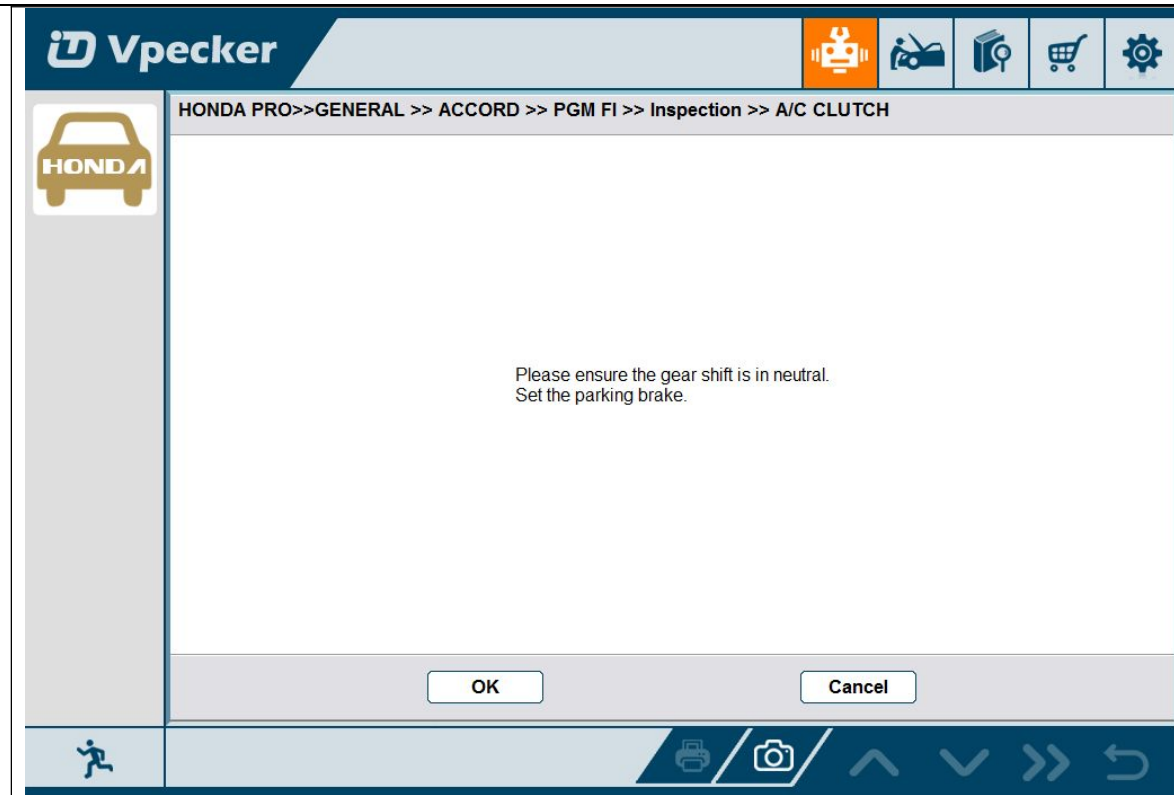 Vpecker
HONDA PRO>>GENERAL >> ACCORD >> PGM FI >> Inspection >> A/C CLUTCH
HONDA
Please ensure the gear shift is in neutral.
Set the parking brake.
OK
Cancel